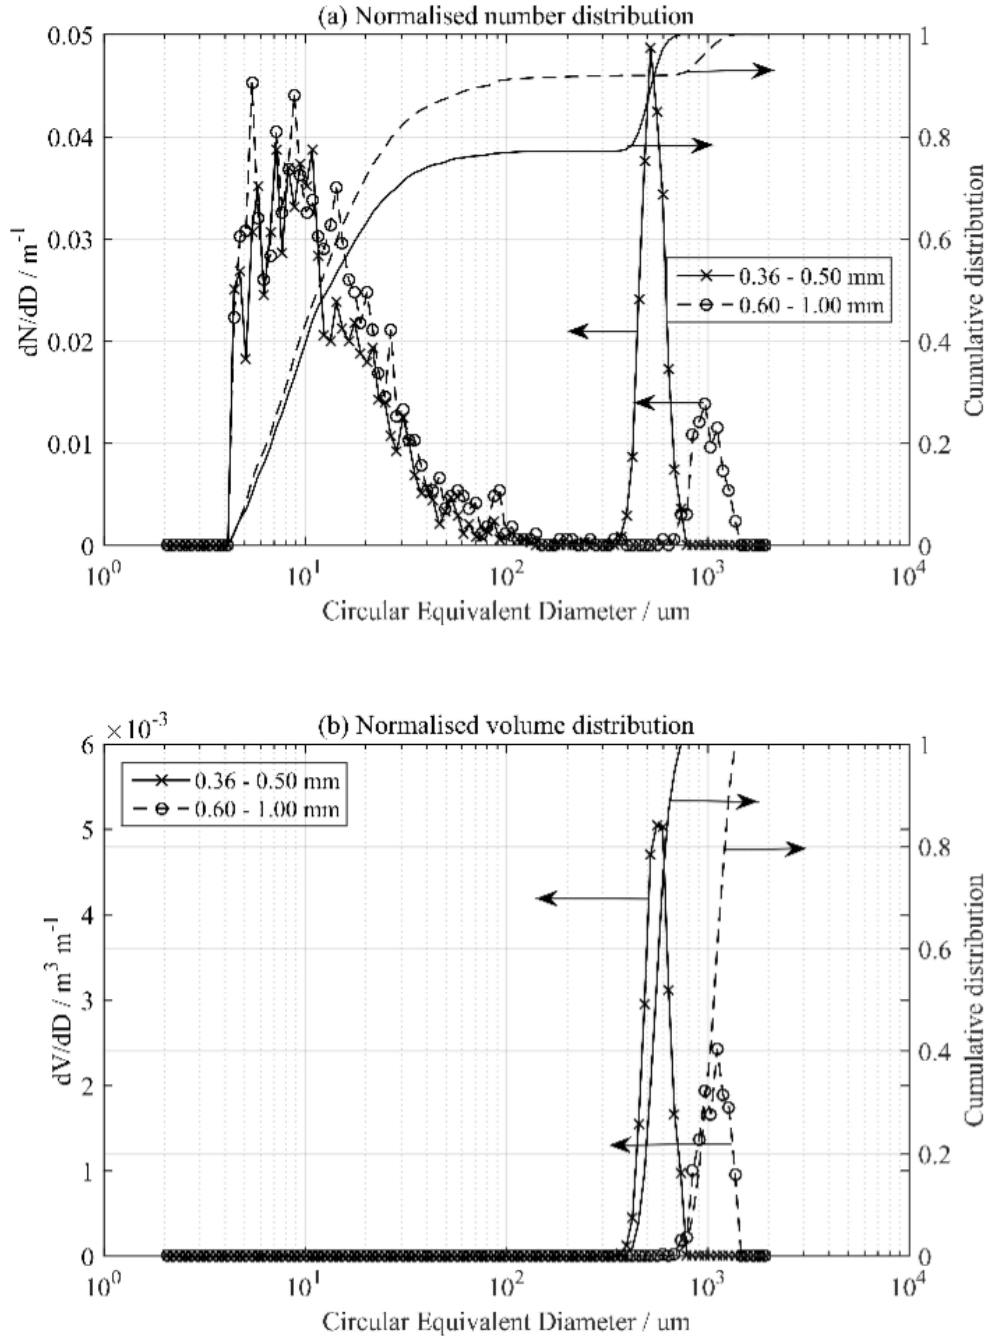 (a) Normalised number distribution
0.05
0.04
0.03
0.02
0.01
0
dN/dD / m⁻¹
1
0.8
0.6
0.4
0.2
0
Cumulative distribution
0.36 - 0.50 mm
0.60 - 1.00 mm
10⁰ 10¹ 10² 10³ 10⁴
Circular Equivalent Diameter / um
×10⁻³
(b) Normalised volume distribution
6
5
4
3
2
1
0
dV/dD / m³ m⁻¹
0.36 - 0.50 mm
0.60 - 1.00 mm
1
0.8
0.6
0.4
0.2
0
Cumulative distribution
10⁰ 10¹ 10² 10³ 10⁴
Circular Equivalent Diameter / um